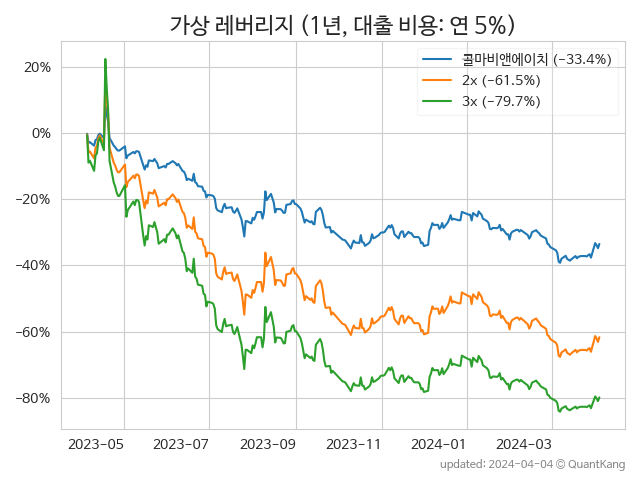 가상 레버리지 (1년, 대출 비용: 연 5%)
콜마비앤에이치 (−33.4%)
2x (−61.5%)
3x (−79.7%)
20%
0%
−20%
−40%
−60%
−80%
2023-05 2023-07 2023-09 2023-11 2024-01 2024-03
updated: 2024-04-04 © QuantKang